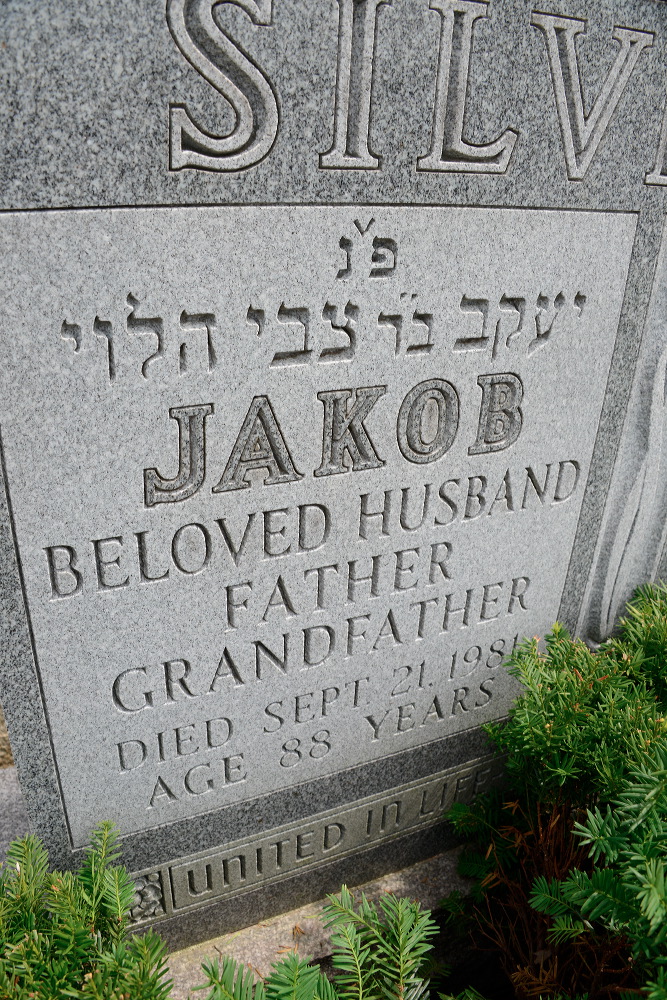 SILV
פ״נ
יעקב בו״ר צבי הלוי
JAKOB
BELOVED HUSBAND
FATHER
GRANDFATHER
DIED SEPT. 21. 1981
AGE 88 YEARS
UNITED IN LIFE